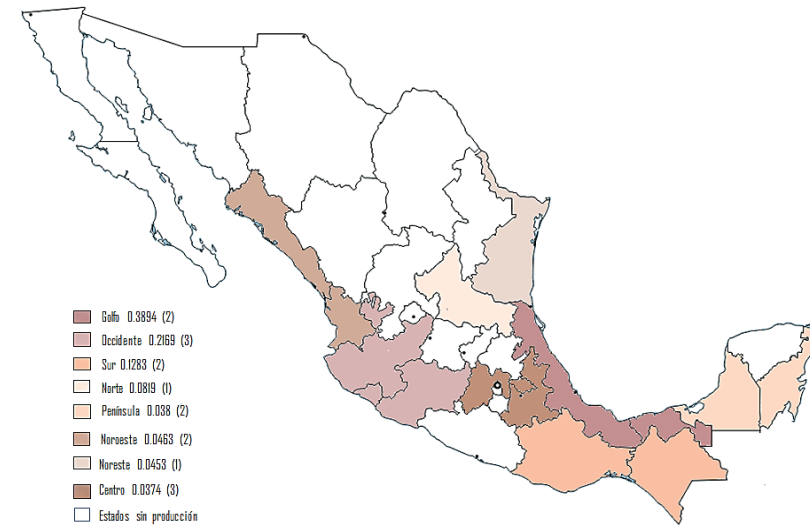 Golfo 0.3894 (2)
Occidente 0.2169 (3)
Sur 0.1283 (2)
Norte 0.0819 (1)
Península 0.038 (2)
Noroeste 0.0463 (2)
Noreste 0.0453 (1)
Centro 0.0374 (3)
Estados sin producción